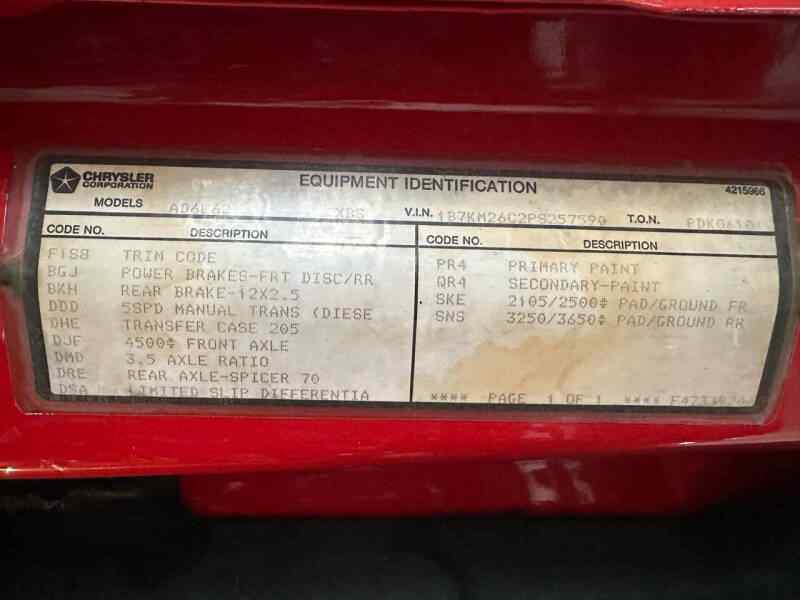 CHRYSLER
CORPORATION
EQUIPMENT IDENTIFICATION
4215966
MODELS XBS V.I.N. 1B7KM26C2PS257590 T.O.N.
CODE NO. DESCRIPTION
FIS8 TRIM CODE
BGJ POWER BRAKES-FRT DISC/RR
BKH REAR BRAKE-12X2.5
DDD 5SPD MANUAL TRANS (DIESE
DHE TRANSFER CASE 205
DJF 4500# FRONT AXLE
DMD 3.5 AXLE RATIO
DRE REAR AXLE-SPICER 70
DSA LIMITED SLIP DIFFERENTIA
CODE NO. DESCRIPTION
PR4 PRIMARY PAINT
QR4 SECONDARY-PAINT
SKE 2105/2500# PAD/GROUND FR
SNS 3250/3650# PAD/GROUND RR
**** PAGE 1 OF 1 ****